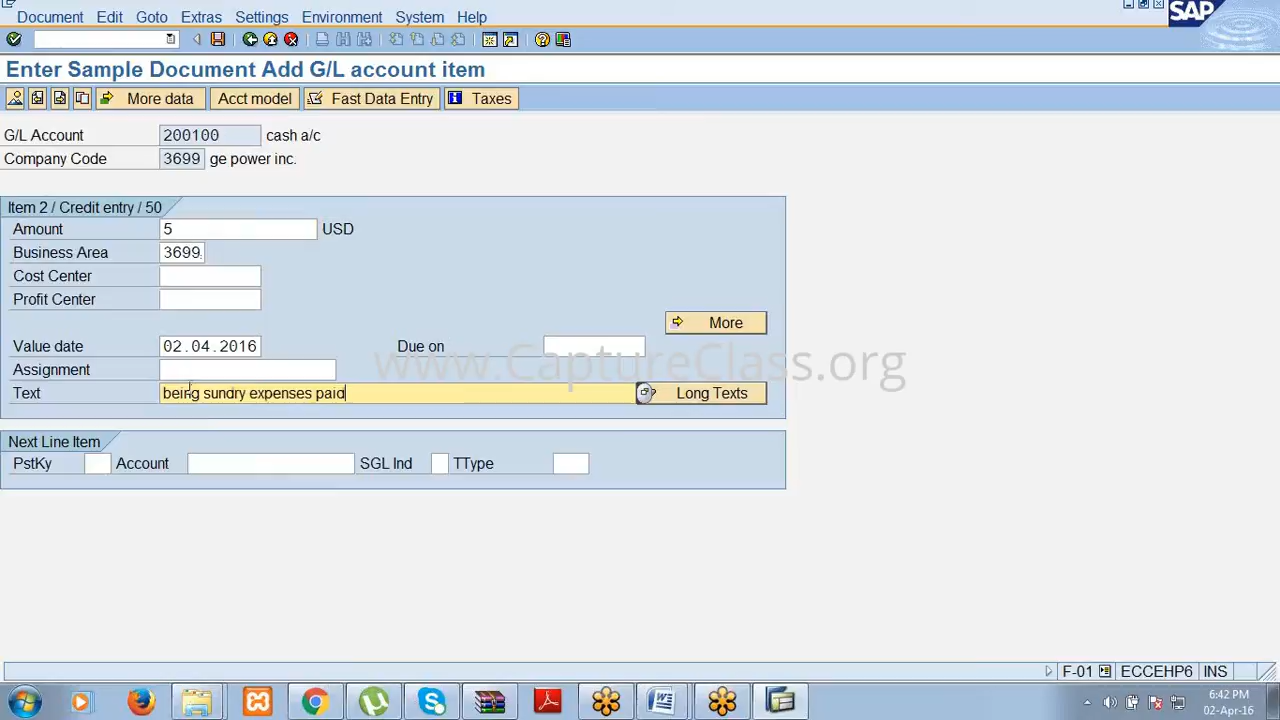 Document Edit Goto Extras Settings Environment System Help
SAP
Enter Sample Document Add G/L account item
More data Acct model Fast Data Entry Taxes
G/L Account 200100 cash a/c
Company Code 3699 ge power inc.
Item 2 / Credit entry / 50
Amount 5 USD
Business Area 3699
Cost Center
Profit Center
More
Value date 02.04.2016 Due on
www.CaptureClass.org
Assignment
Text being sundry expenses paid Long Texts
Next Line Item
PstKy Account SGL Ind TType
F-01 ECCEHP6 INS
6:42 PM
02-Apr-16